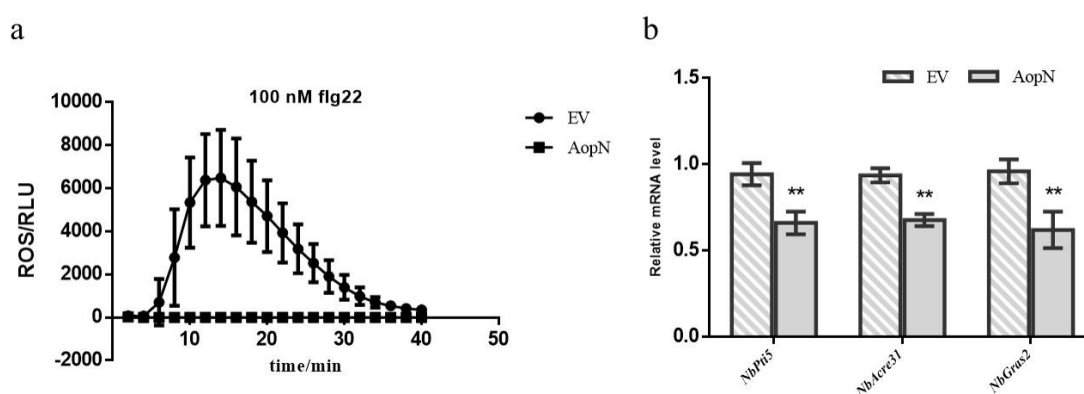 a
100 nM flg22
ROS/RLU
10000
8000
6000
4000
2000
0
-2000
10
20
30
40
50
time/min
EV
AopN
b
Relative mRNA level
1.5
1.0
0.5
0.0
EV
AopN
**
**
**
NbPti5
NbAcre31
NbGras2